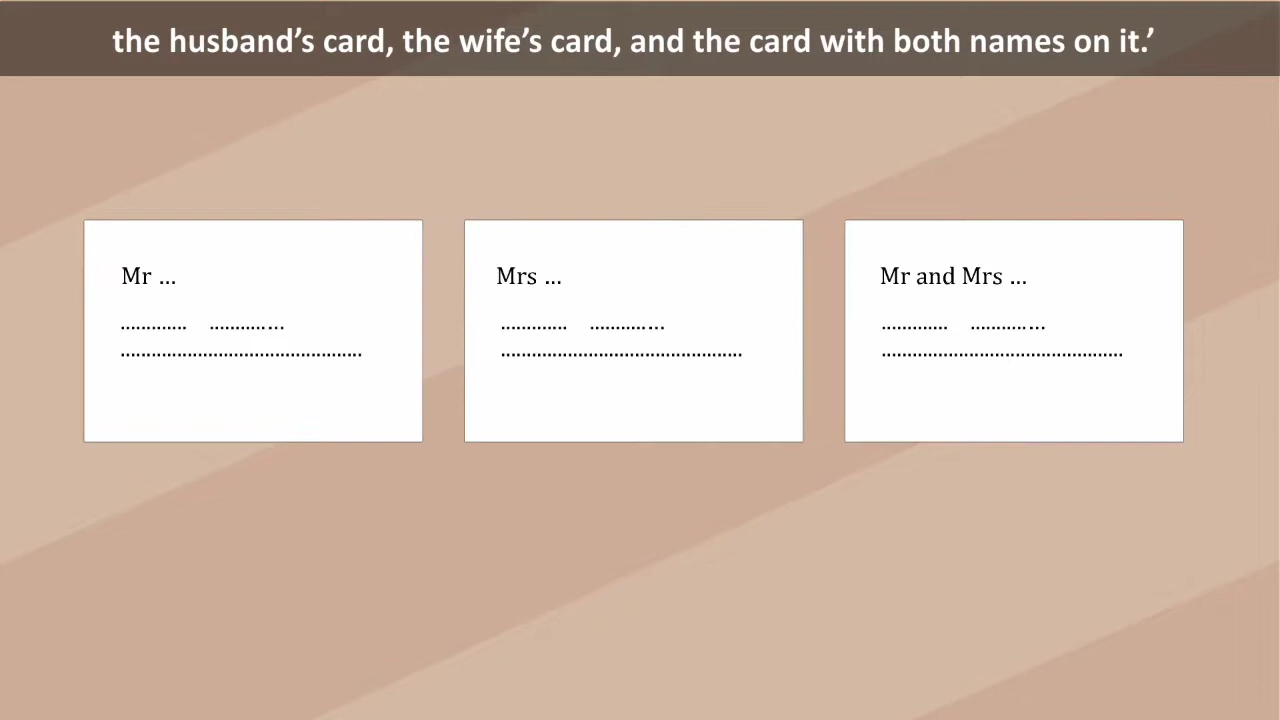 the husband’s card, the wife’s card, and the card with both names on it.’
Mr ...
............. ..............
...............................................
Mrs ...
............. ..............
...............................................
Mr and Mrs ...
............. ..............
...............................................